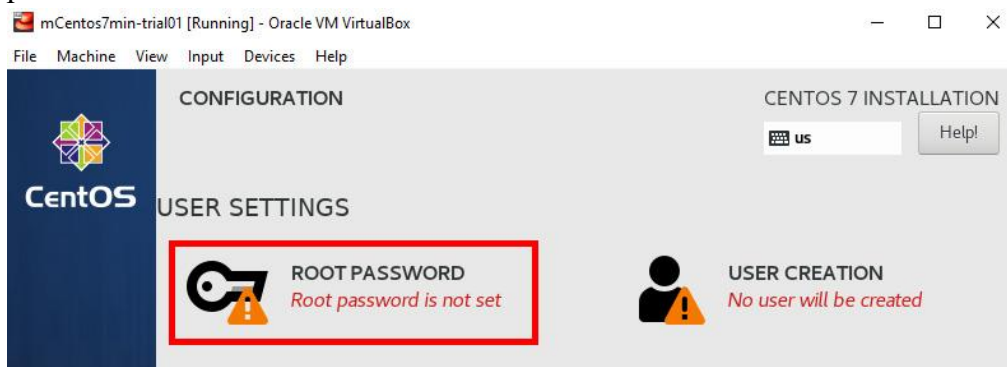 mCentos7min-trial01 [Running] - Oracle VM VirtualBox
File Machine View Input Devices Help
CONFIGURATION
CENTOS 7 INSTALLATION
us
Help!
CentOS
USER SETTINGS
ROOT PASSWORD
Root password is not set
USER CREATION
No user will be created